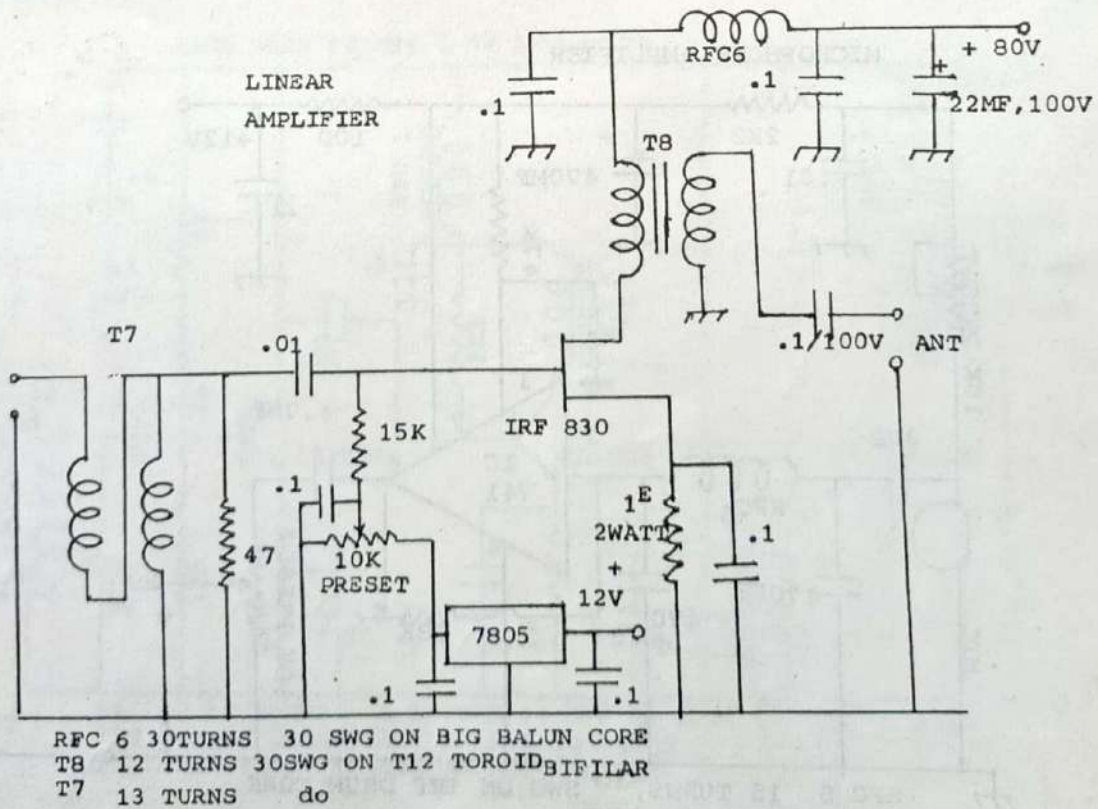 RFC6
+ 80V
LINEAR
AMPLIFIER
.1
.1
+
22MF,100V
T8
T7
.01
.1/100V ANT
15K
IRF 830
.1
1E
2WATT
.1
47
10K
PRESET
+
12V
7805
.1
.1
RFC 6 30TURNS 30 SWG ON BIG BALUN CORE
T8 12 TURNS 30SWG ON T12 TOROID BIFILAR
T7 13 TURNS do